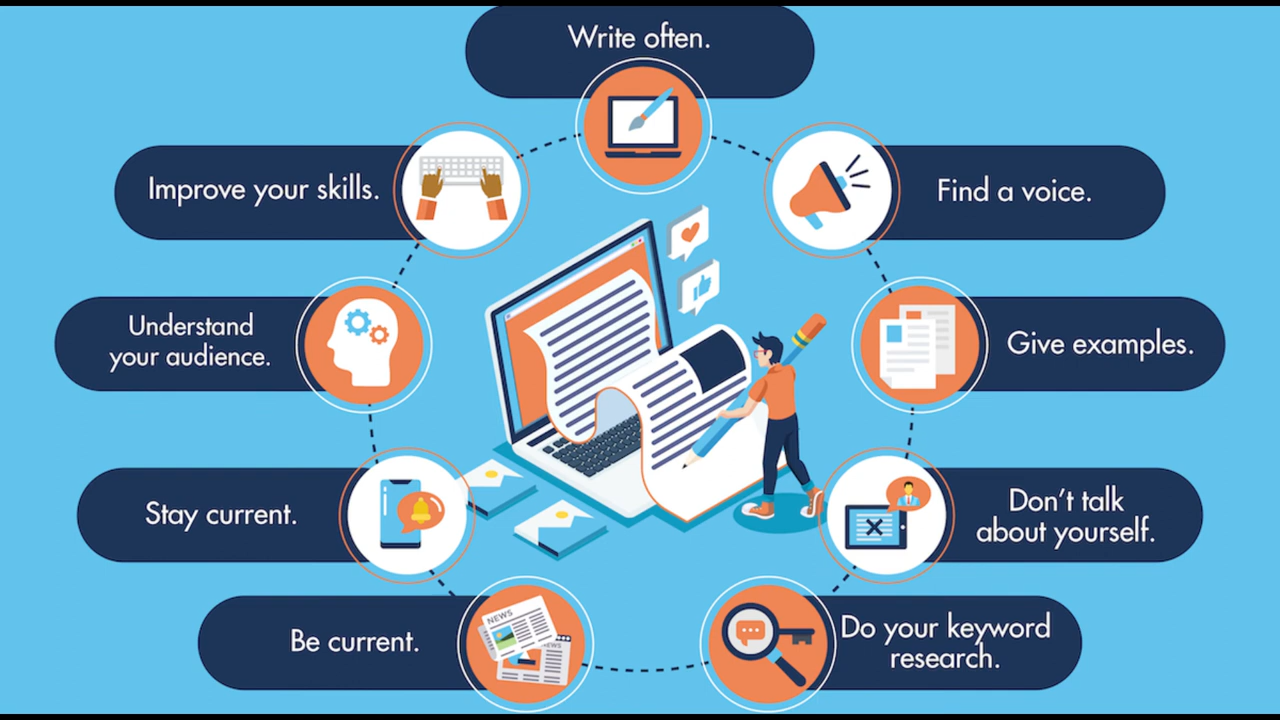 Write often.
Improve your skills.
Find a voice.
Understand
your audience.
Give examples.
Stay current.
Don't talk
about yourself.
Be current.
NEWS
NEWS
Do your keyword
research.